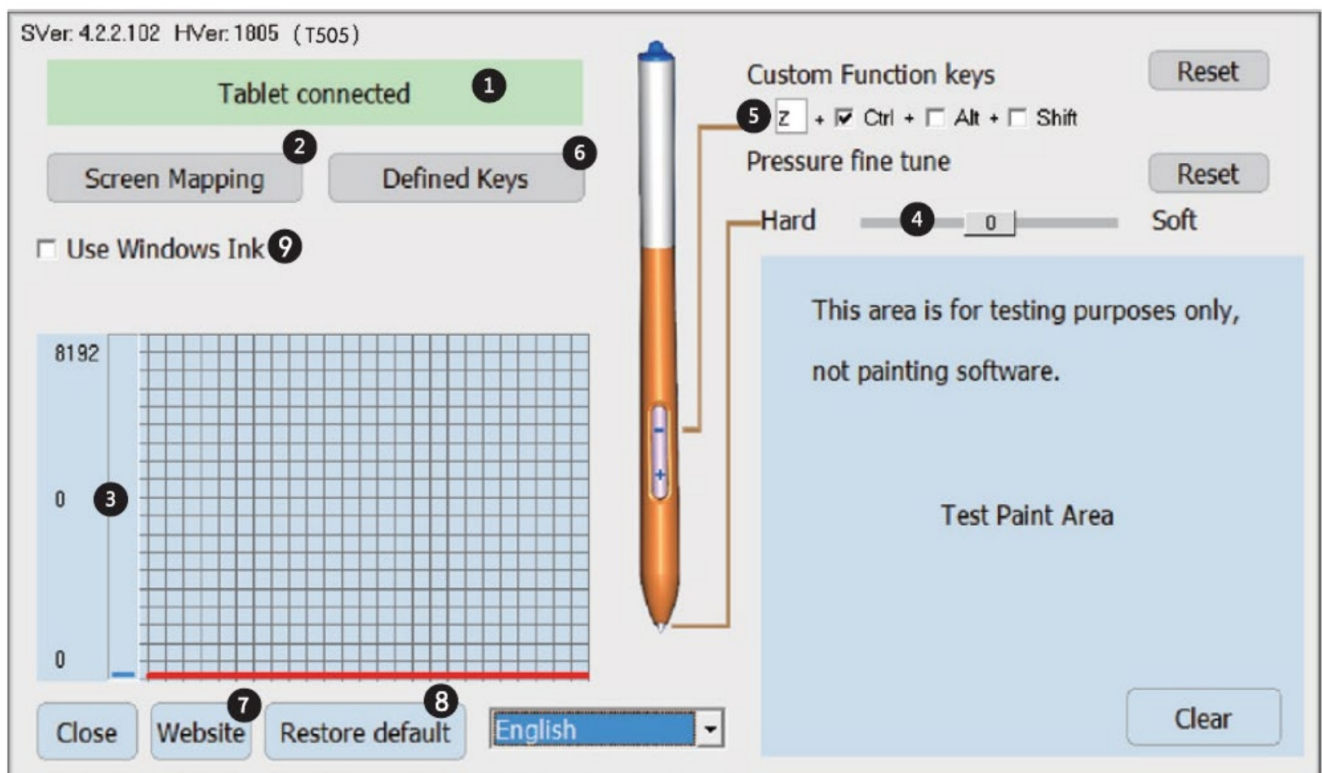 SVer: 4.2.2.102 HVer: 1805 (T505)
Tablet connected 1
2
6
Screen Mapping Defined Keys
Use Windows Ink 9
8192
0 3
0
7
8
Close Website Restore default English
Custom Function keys Reset
5 Z + Ctrl + Alt + Shift
Pressure fine tune Reset
Hard 4 0 Soft
This area is for testing purposes only,
not painting software.
Test Paint Area
Clear
-
+